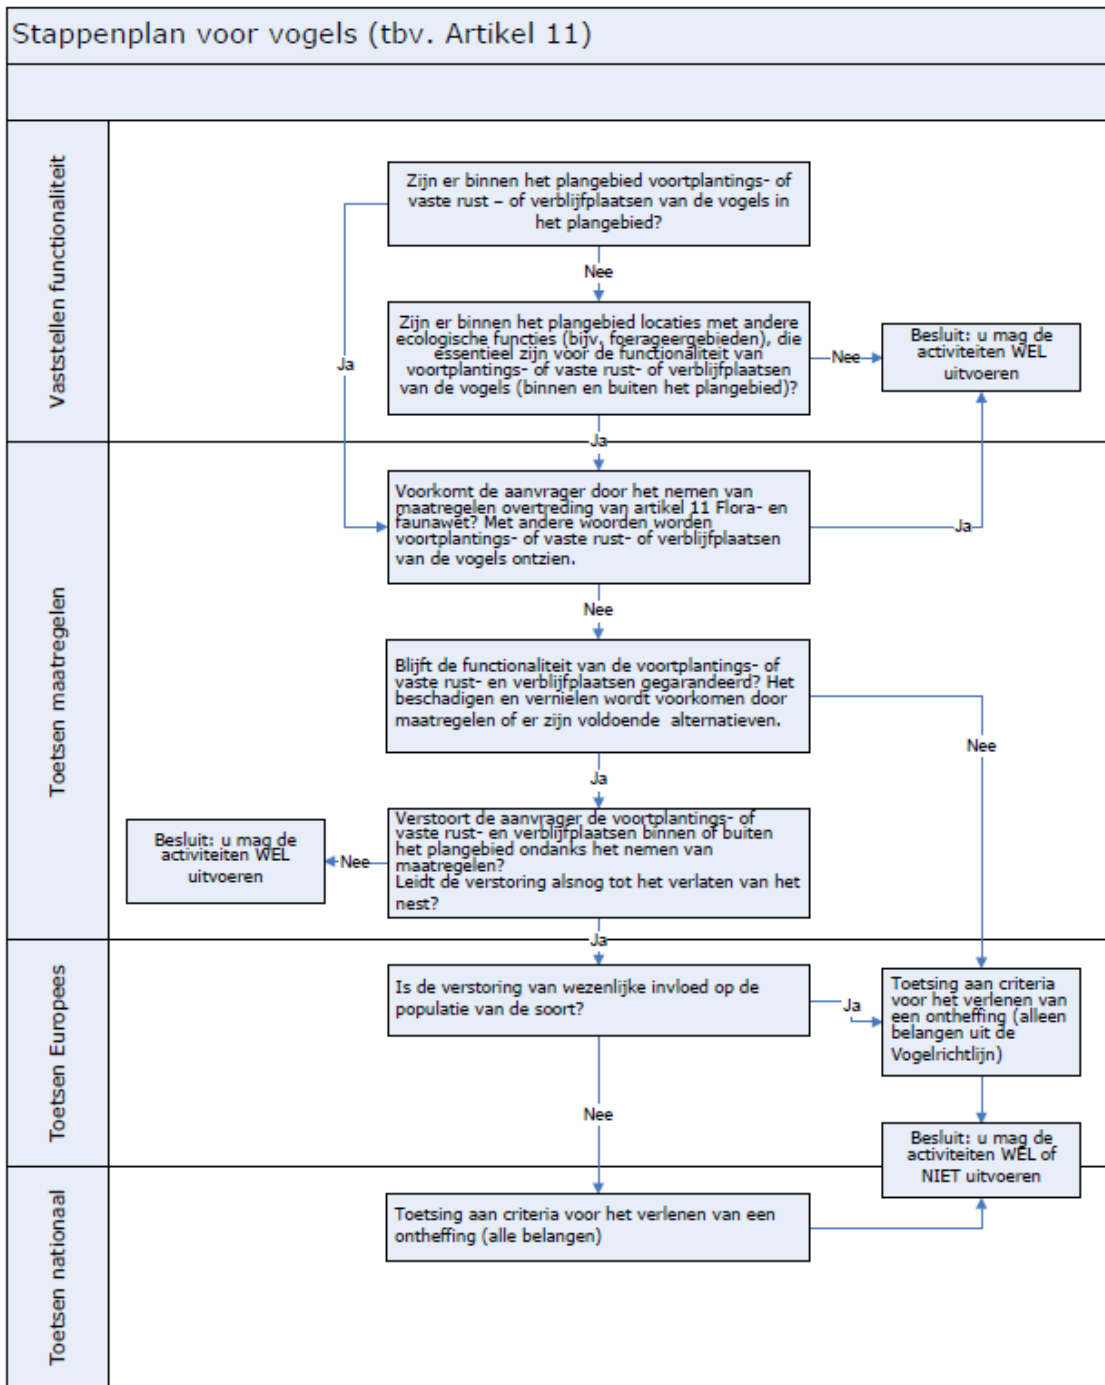 Stappenplan voor vogels (tbv. Artikel 11)
Vaststellen functionaliteit
Zijn er binnen het plangebied voortplantings- of
vaste rust – of verblijfplaatsen van de vogels in
het plangebied?
Nee
Ja
Zijn er binnen het plangebied locaties met andere
ecologische functies (bijv. foerageergebieden), die
essentieel zijn voor de functionaliteit van
voortplantings- of vaste rust- of verblijfplaatsen
van de vogels (binnen en buiten het plangebied)?
Nee
Besluit: u mag de
activiteiten WEL
uitvoeren
Ja
Toetsen maatregelen
Voorkomt de aanvrager door het nemen van
maatregelen overtreding van artikel 11 Flora- en
faunawet? Met andere woorden worden
voortplantings- of vaste rust- of verblijfplaatsen
van de vogels ontzien.
Ja
Nee
Blijft de functionaliteit van de voortplantings- of
vaste rust- en verblijfplaatsen gegarandeerd? Het
beschadigen en vernielen wordt voorkomen door
maatregelen of er zijn voldoende alternatieven.
Nee
Ja
Verstoort de aanvrager de voortplantings- of
vaste rust- en verblijfplaatsen binnen of buiten
het plangebied ondanks het nemen van
maatregelen?
Leidt de verstoring alsnog tot het verlaten van het
nest?
Nee
Besluit: u mag de
activiteiten WEL
uitvoeren
Ja
Toetsen Europees
Is de verstoring van wezenlijke invloed op de
populatie van de soort?
Ja
Toetsing aan criteria
voor het verlenen van
een ontheffing (alleen
belangen uit de
Vogelrichtlijn)
Nee
Besluit: u mag de
activiteiten WEL of
NIET uitvoeren
Toetsen nationaal
Toetsing aan criteria voor het verlenen van een
ontheffing (alle belangen)